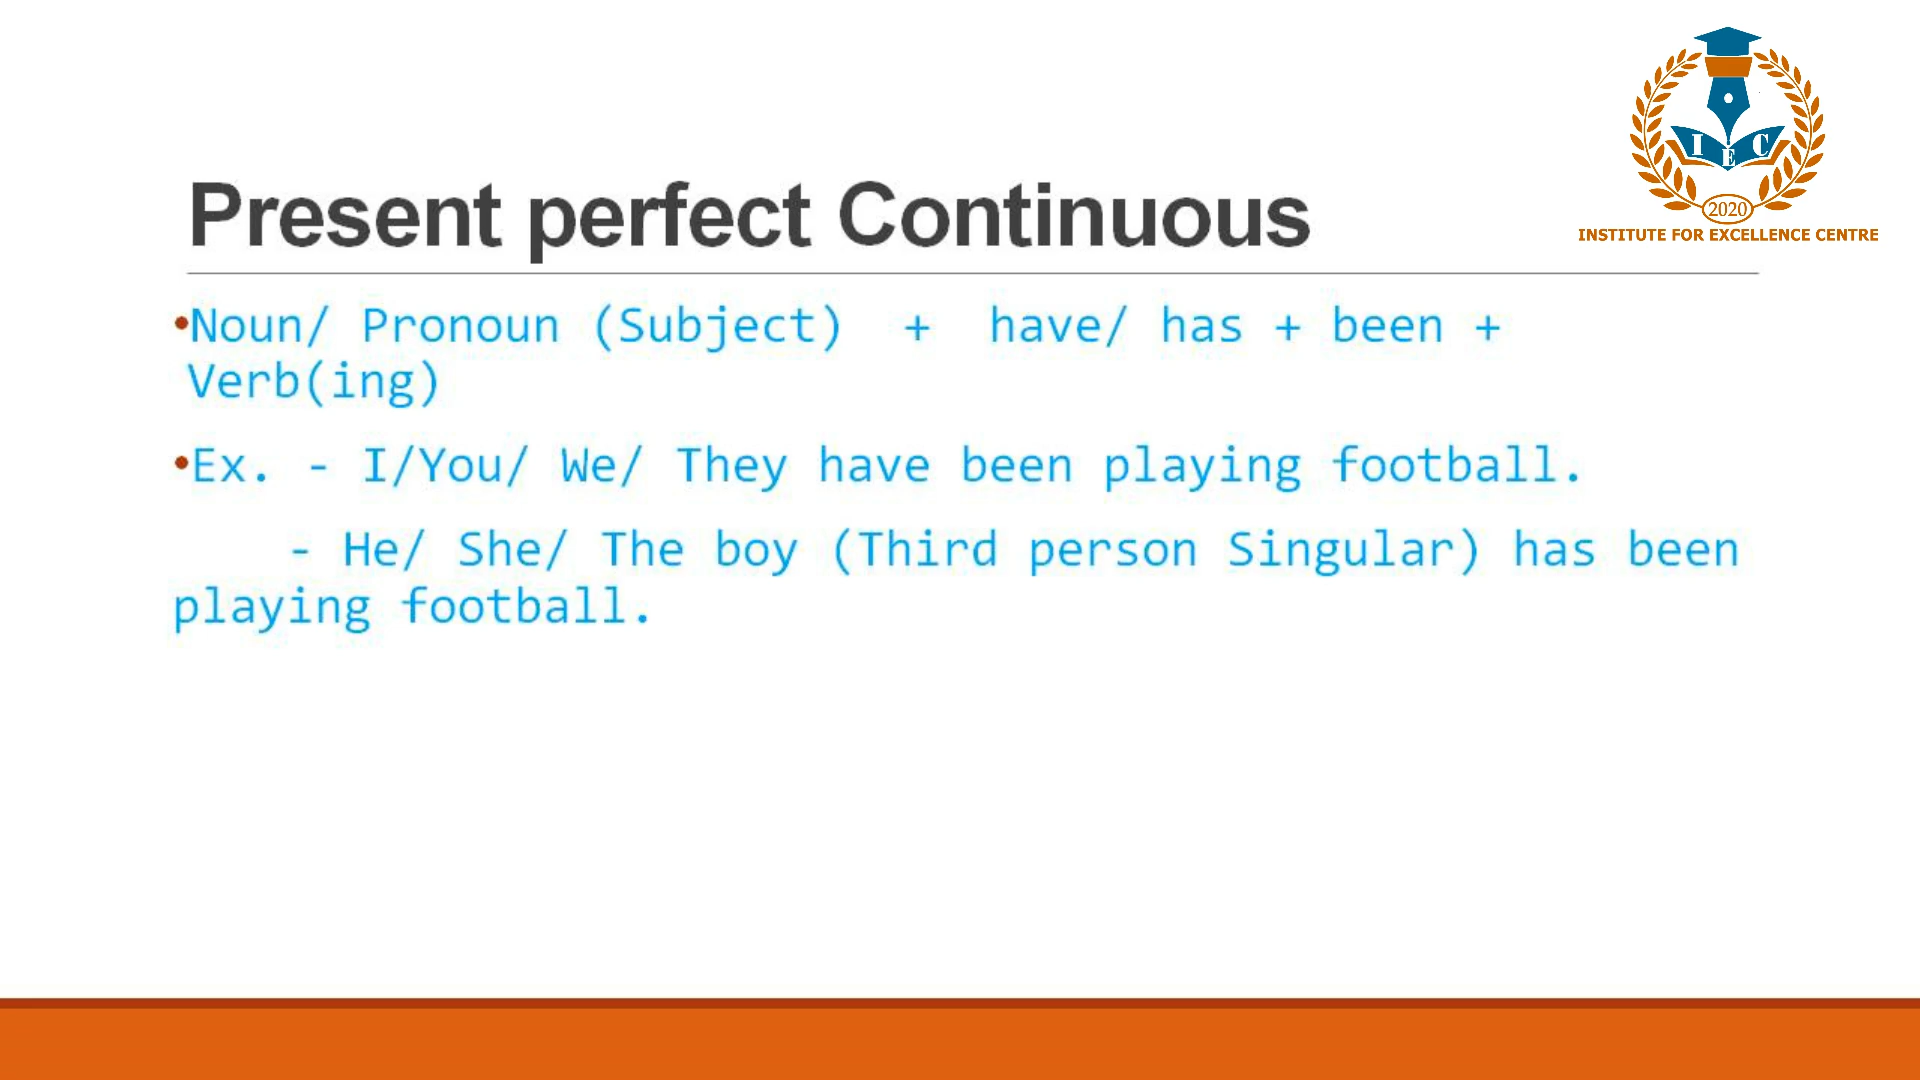 I E C
2020
INSTITUTE FOR EXCELLENCE CENTRE
Present perfect Continuous
•Noun/ Pronoun (Subject) + have/ has + been +
Verb(ing)
•Ex. - I/You/ We/ They have been playing football.
- He/ She/ The boy (Third person Singular) has been
playing football.